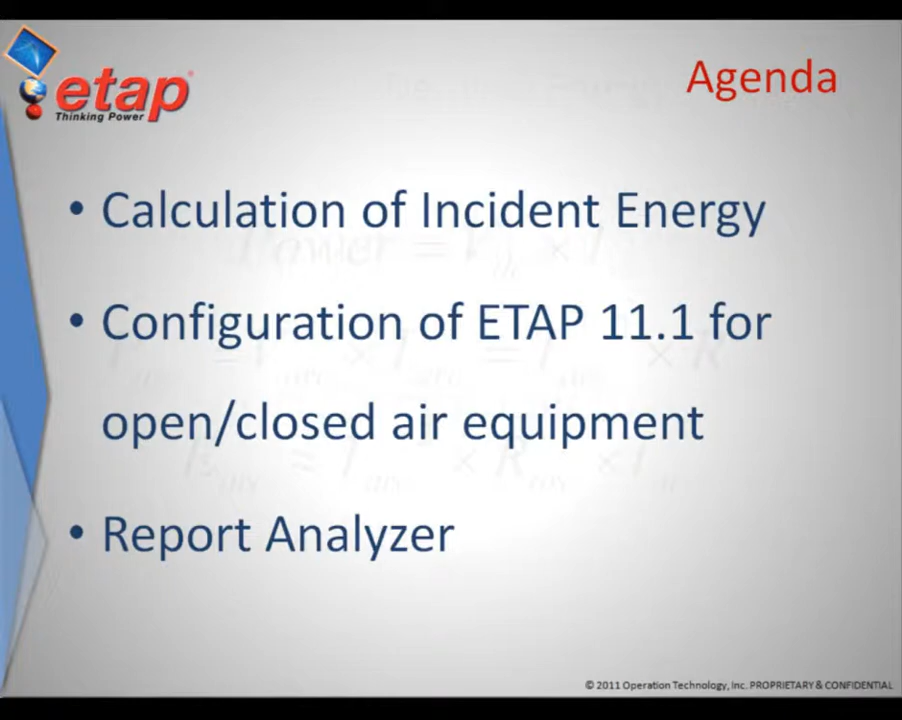 etap
Thinking Power
Agenda
• Calculation of Incident Energy
• Configuration of ETAP 11.1 for
open/closed air equipment
• Report Analyzer
© 2011 Operation Technology, Inc. PROPRIETARY & CONFIDENTIAL